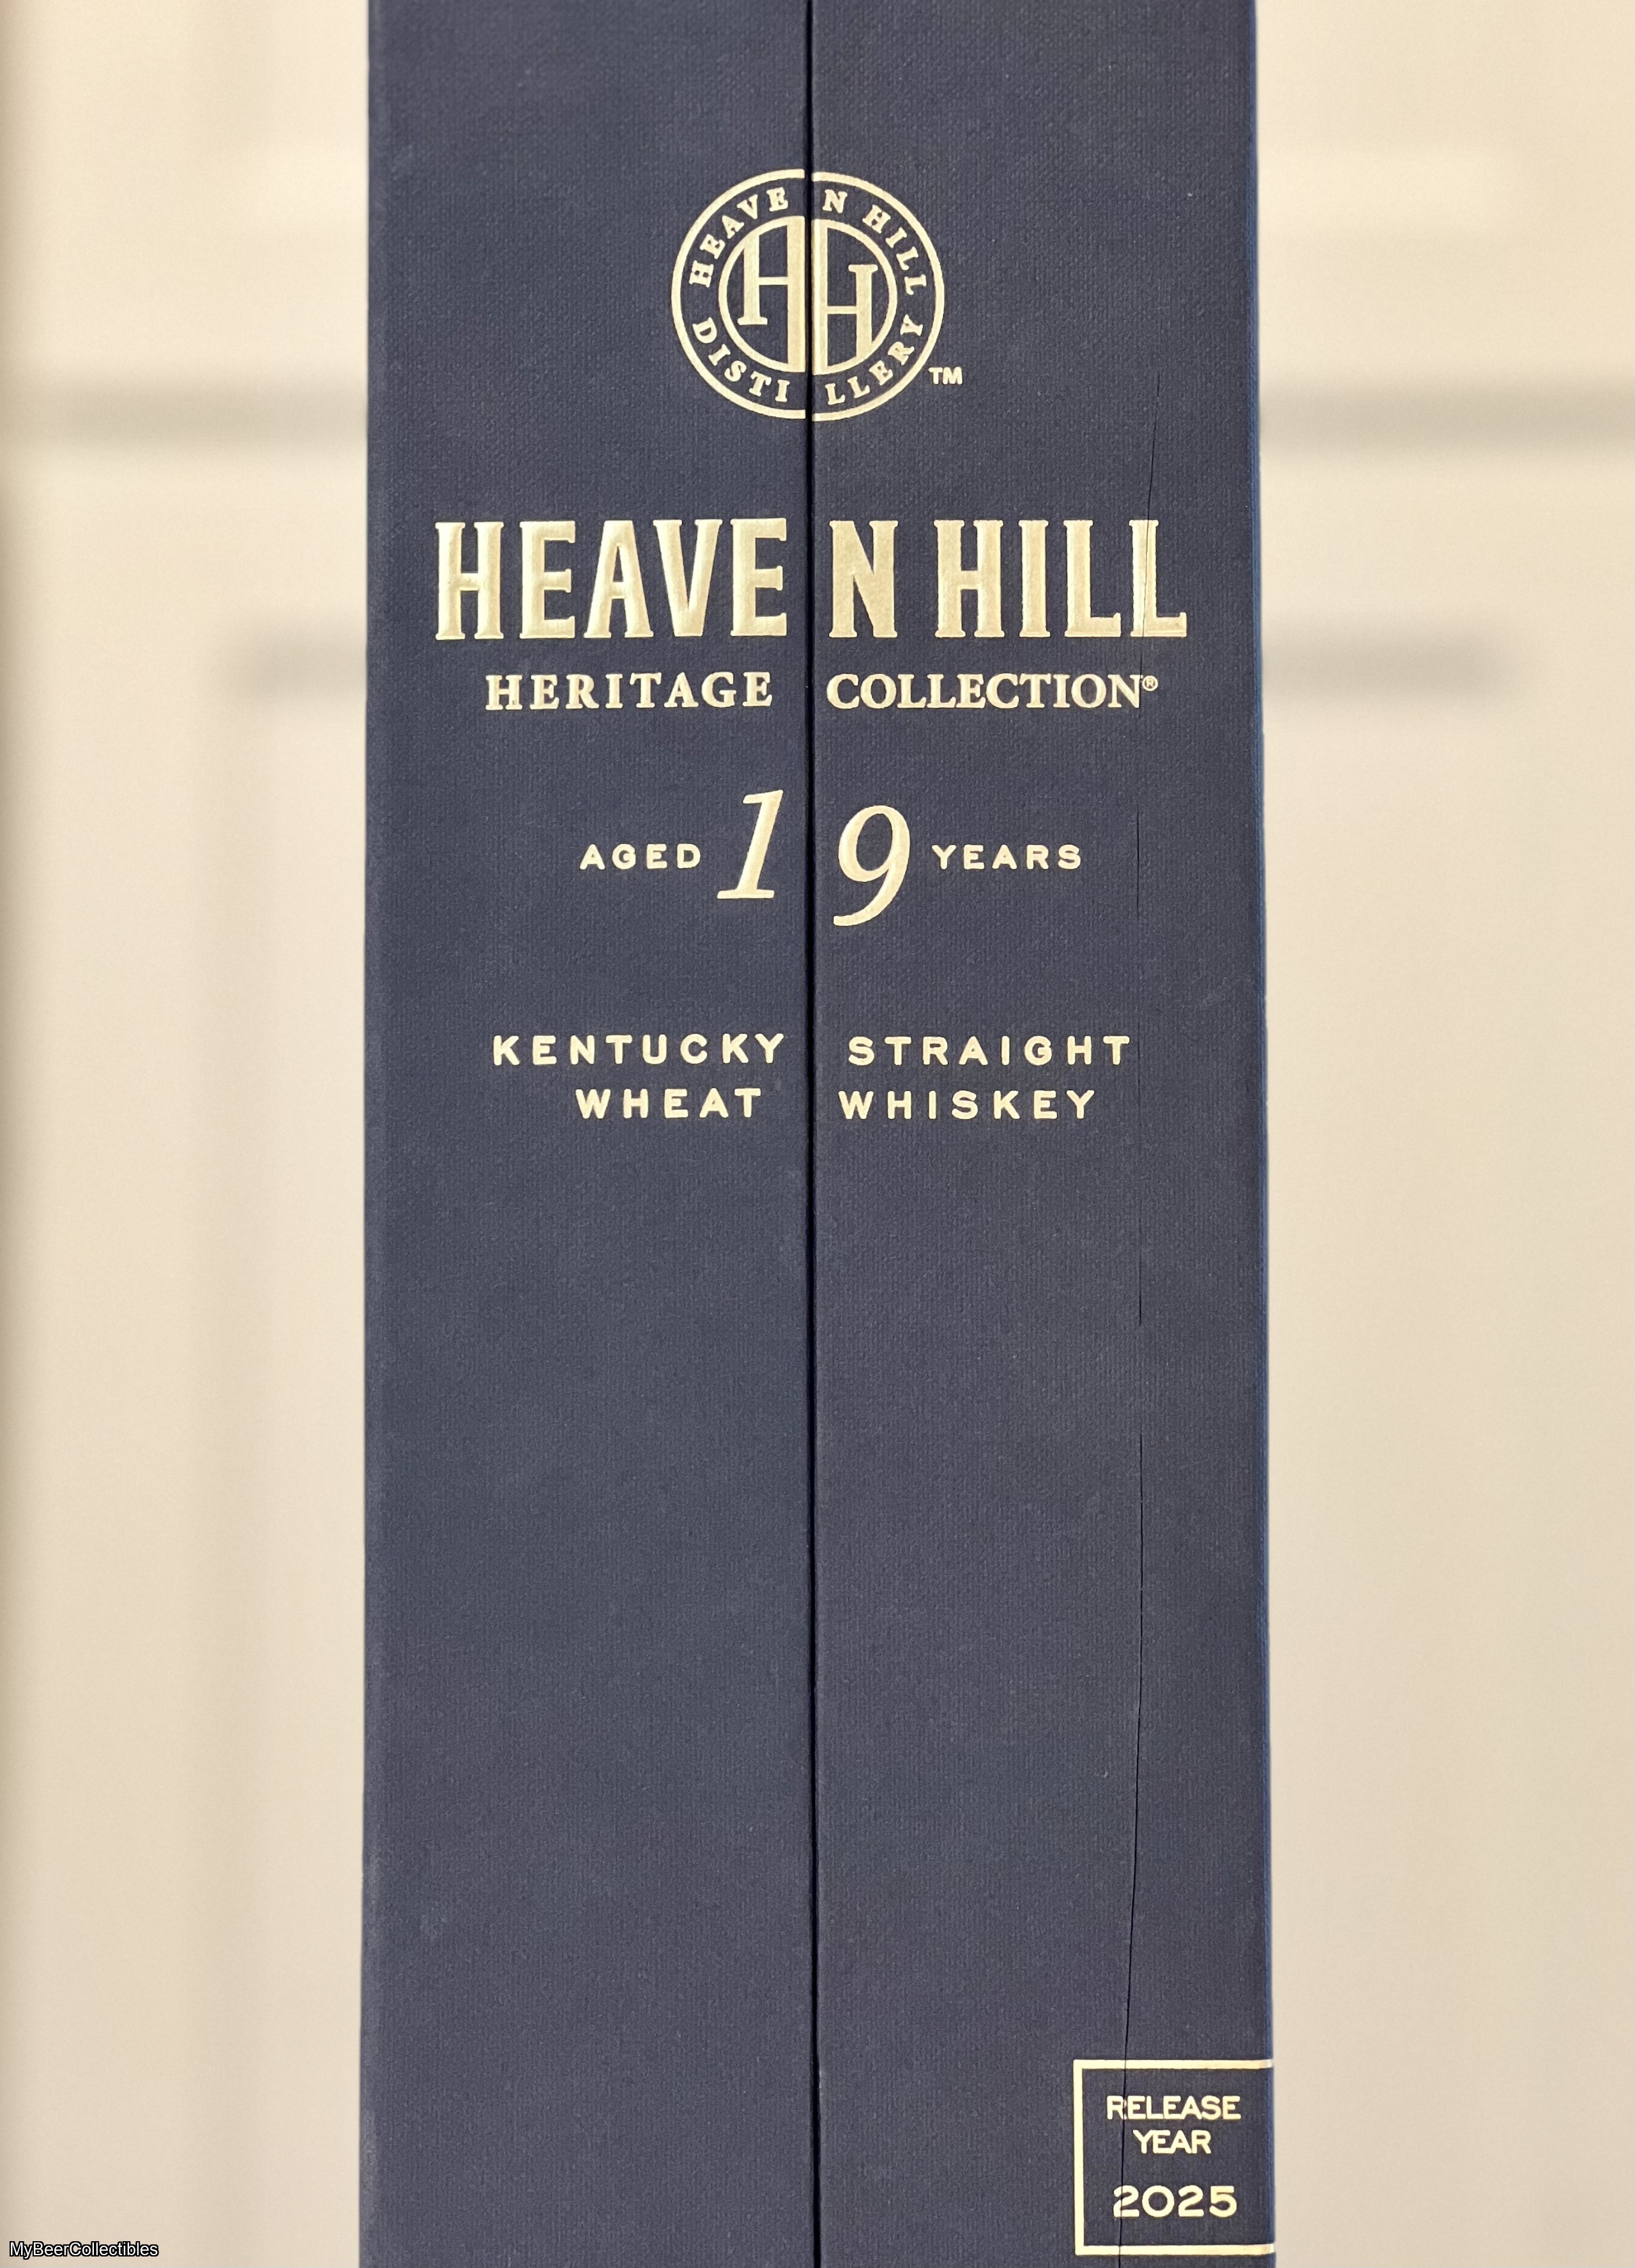 HEAVEN HILL
DISTILLERY
HH
TM
HEAVEN HILL
HERITAGE COLLECTION®
AGED 19 YEARS
KENTUCKY STRAIGHT
WHEAT WHISKEY
RELEASE
YEAR
2025
MyBeerCollectibles